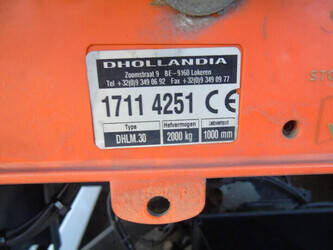 DHOLLANDIA
Zoomstraat 9 BE-9160 Lokeren
Tel +32(0)9 349 06 92 Fax +32(0)9 349 09 77
1711 4251 CE
Type Hefvermogen Lastzwaartepunt
DHLM.30 2000 kg 1000 mm
STO